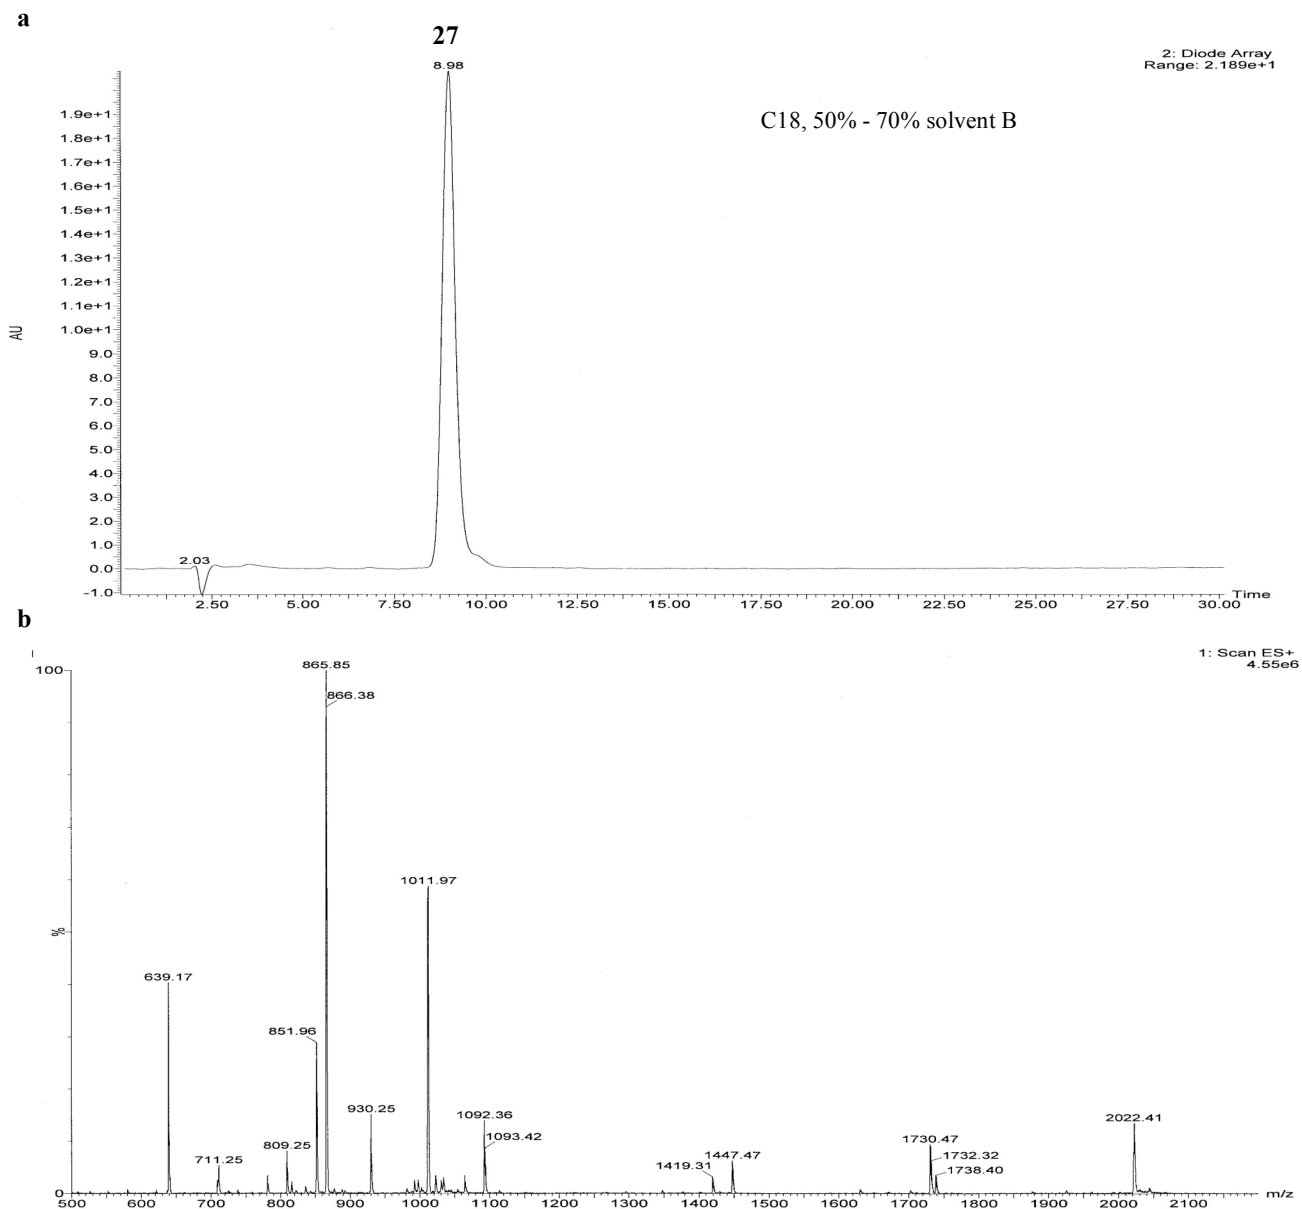 a
27
8.98
2: Diode Array
Range: 2.189e+1
C18, 50% - 70% solvent B
1.9e+1
1.8e+1
1.7e+1
1.6e+1
1.5e+1
1.4e+1
1.3e+1
1.2e+1
1.1e+1
1.0e+1
9.0
8.0
7.0
6.0
5.0
4.0
3.0
2.0
1.0
0.0
-1.0
AU
2.03
2.50 5.00 7.50 10.00 12.50 15.00 17.50 20.00 22.50 25.00 27.50 30.00 Time
b
1: Scan ES+
4.55e6
100
%
0
865.85
866.38
1011.97
639.17
851.96
930.25
1092.36
1093.42
2022.41
809.25
711.25
1730.47
1732.32
1738.40
1447.47
1419.31
500 600 700 800 900 1000 1100 1200 1300 1400 1500 1600 1700 1800 1900 2000 2100 m/z